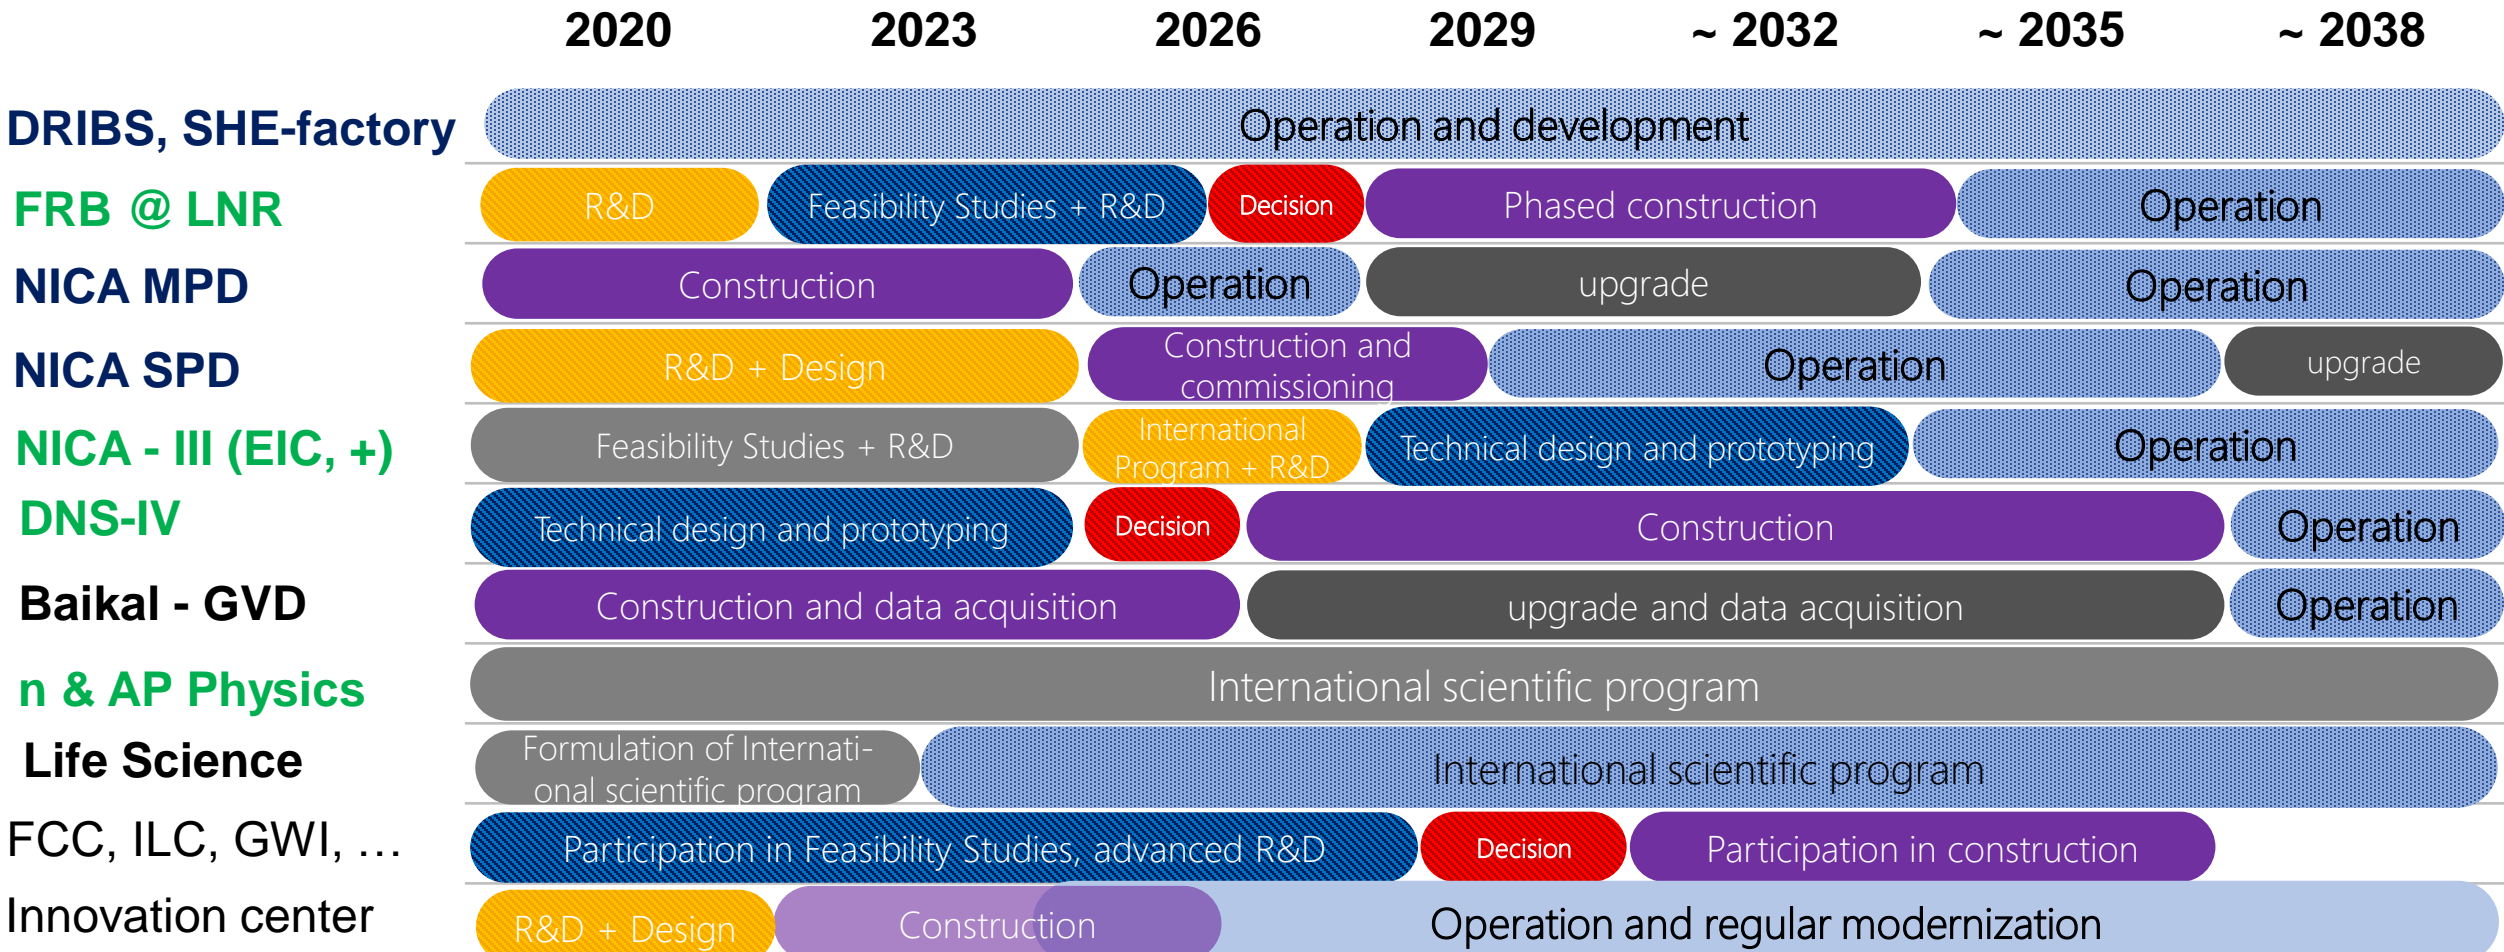 2020 2023 2026 2029 ~ 2032 ~ 2035 ~ 2038
DRIBS, SHE-factory Operation and development
FRB @ LNR R&D Feasibility Studies + R&D Decision Phased construction Operation
NICA MPD Construction Operation upgrade Operation
NICA SPD R&D + Design Construction and
commissioning Operation upgrade
NICA - III (EIC, +) Feasibility Studies + R&D International
Program + R&D Technical design and prototyping Operation
DNS-IV Technical design and prototyping Decision Construction Operation
Baikal - GVD Construction and data acquisition upgrade and data acquisition Operation
n & AP Physics International scientific program
Life Science Formulation of Internati-
onal scientific program International scientific program
FCC, ILC, GWI, … Participation in Feasibility Studies, advanced R&D Decision Participation in construction
Innovation center R&D + Design Construction Operation and regular modernization